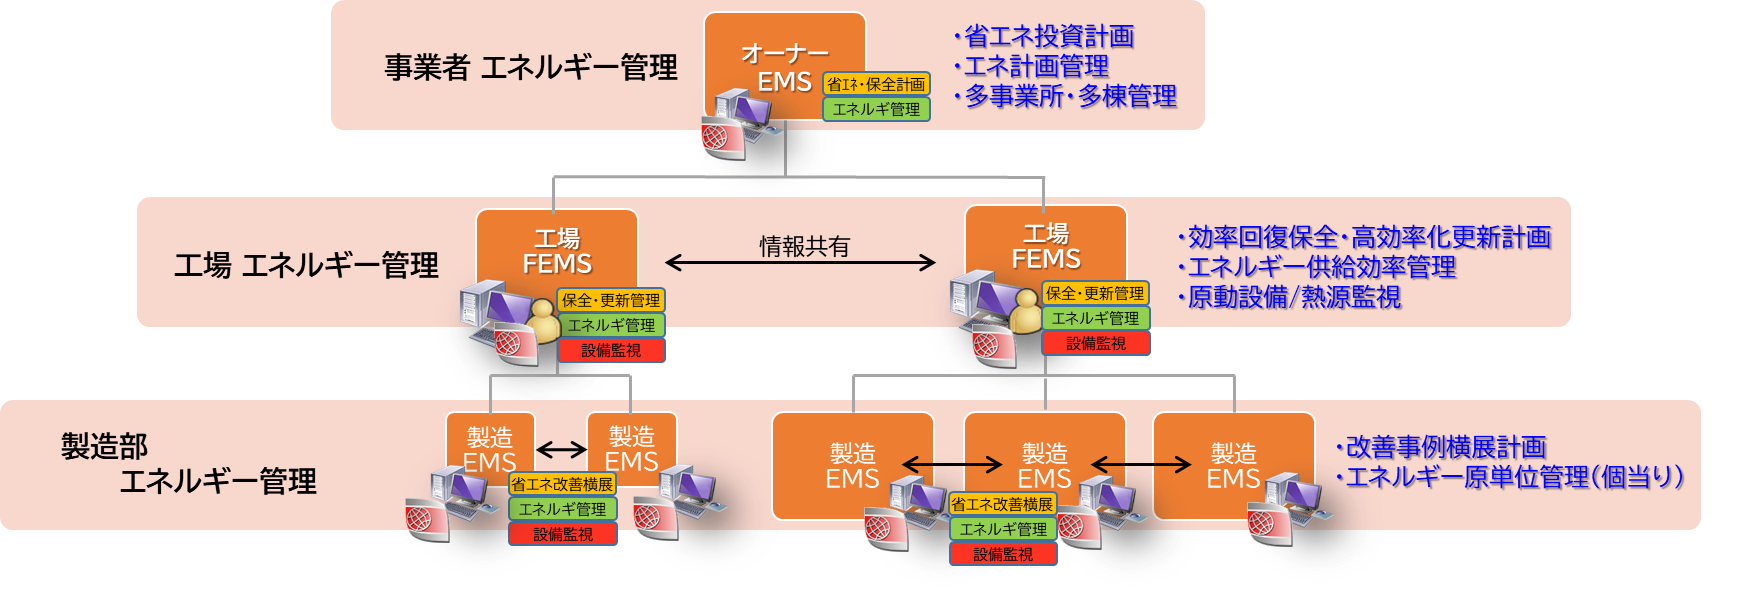 事業者 エネルギー管理
オーナー
EMS
省ｴﾈ・保全計画
エネルギ管理
・省エネ投資計画
・エネ計画管理
・多事業所・多棟管理
工場 エネルギー管理
工場
FEMS
保全・更新管理
エネルギ管理
設備監視
情報共有
工場
FEMS
保全・更新管理
エネルギ管理
設備監視
・効率回復保全・高効率化更新計画
・エネルギー供給効率管理
・原動設備/熱源監視
製造部
エネルギー管理
製造
EMS
製造
EMS
省エネ改善横展
エネルギ管理
設備監視
製造
EMS
製造
EMS
製造
EMS
省エネ改善横展
エネルギ管理
設備監視
・改善事例横展計画
・エネルギー原単位管理(個当り)